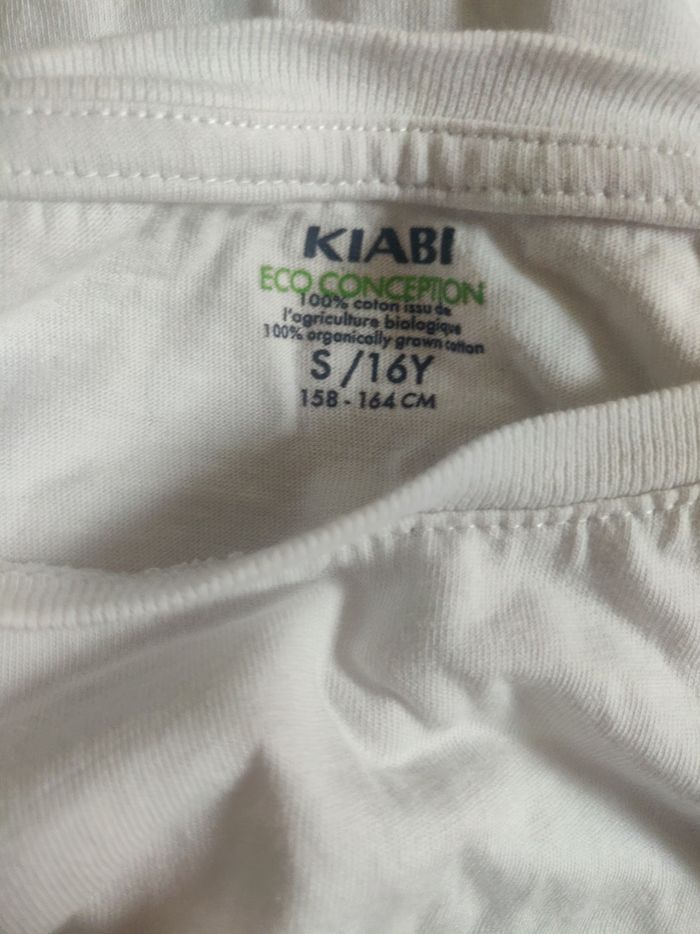 KIABI
ECO CONCEPTION
100% coton issu de
l'agriculture biologique
100% organically grown cotton
S /16Y
158 - 164 CM